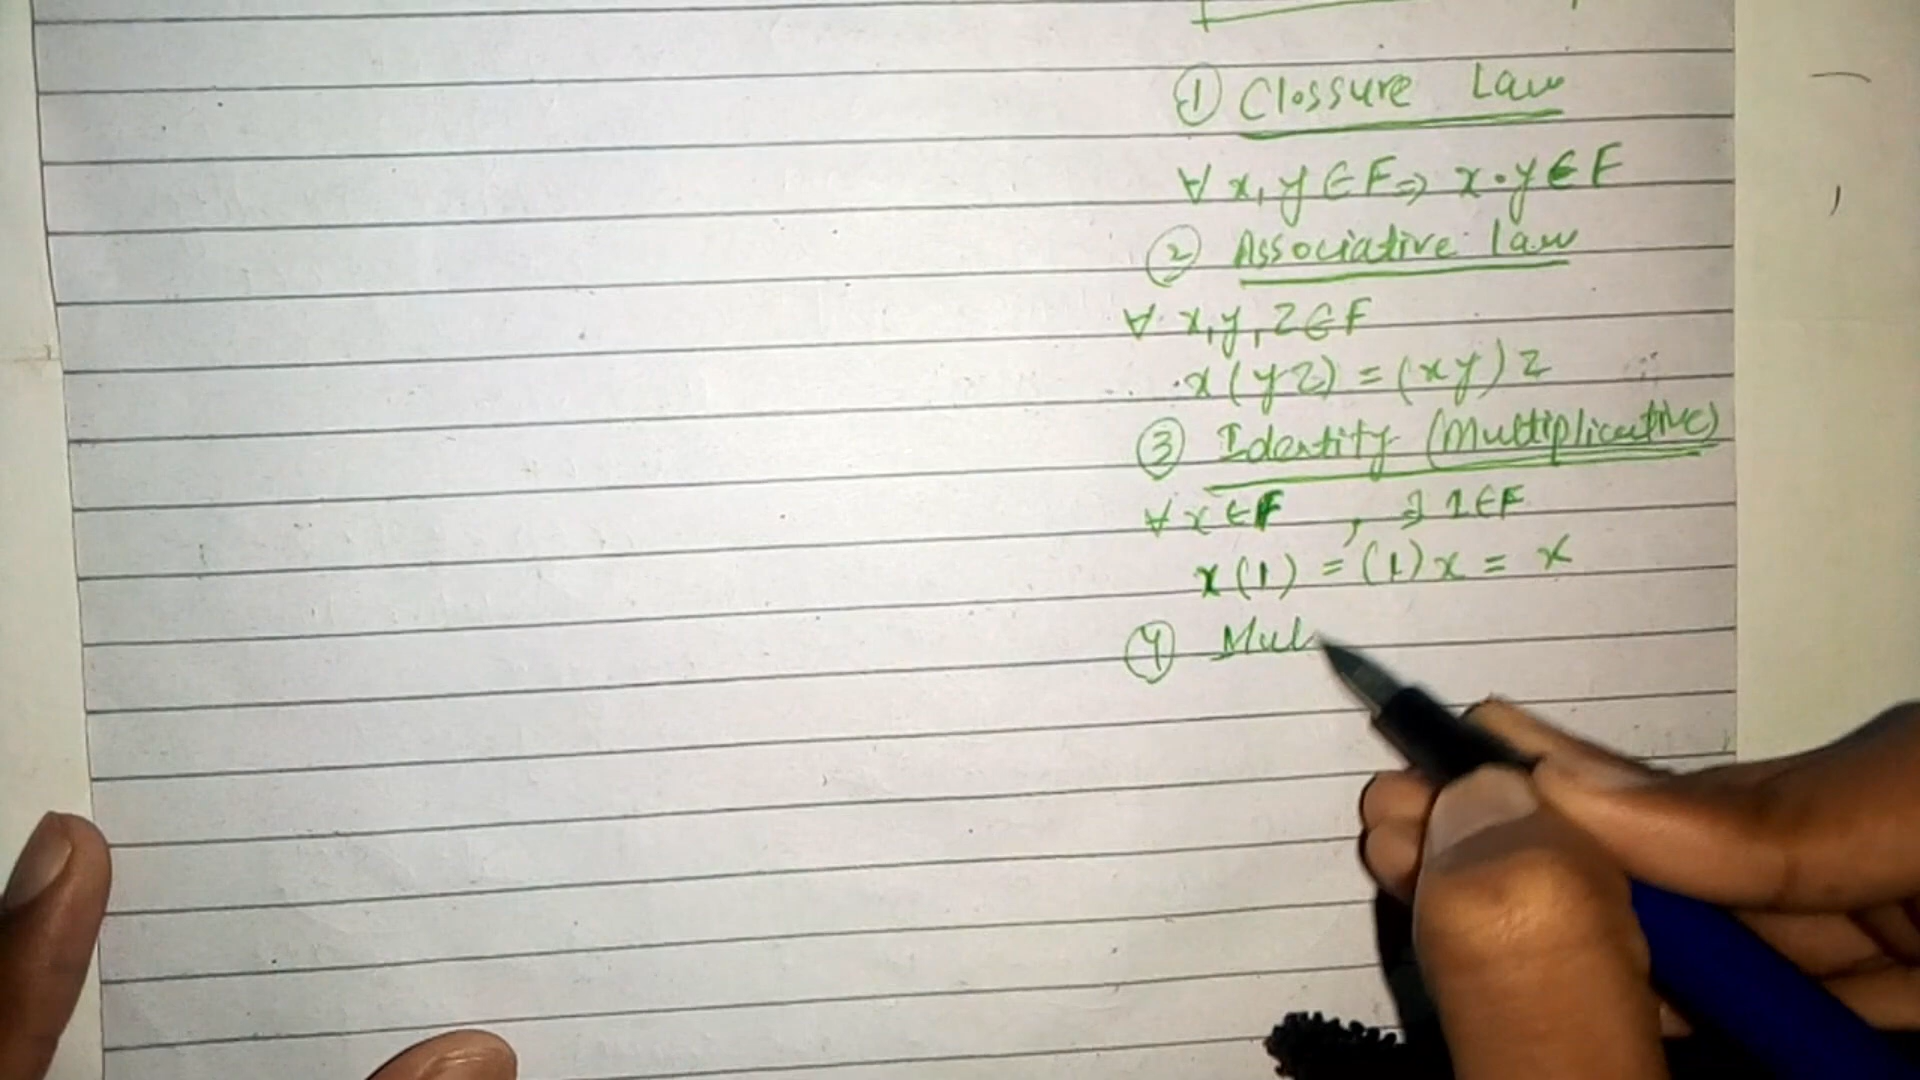 ① Clossure Law
∀ x, y ∈ F ⇒ x · y ∈ F
② Associative law
∀ x, y, z ∈ F
x(yz) = (xy)z
③ Identity (Multiplicative)
∀ x ∈ F , ∃ 1 ∈ F
x(1) = (1)x = x
④ Mul